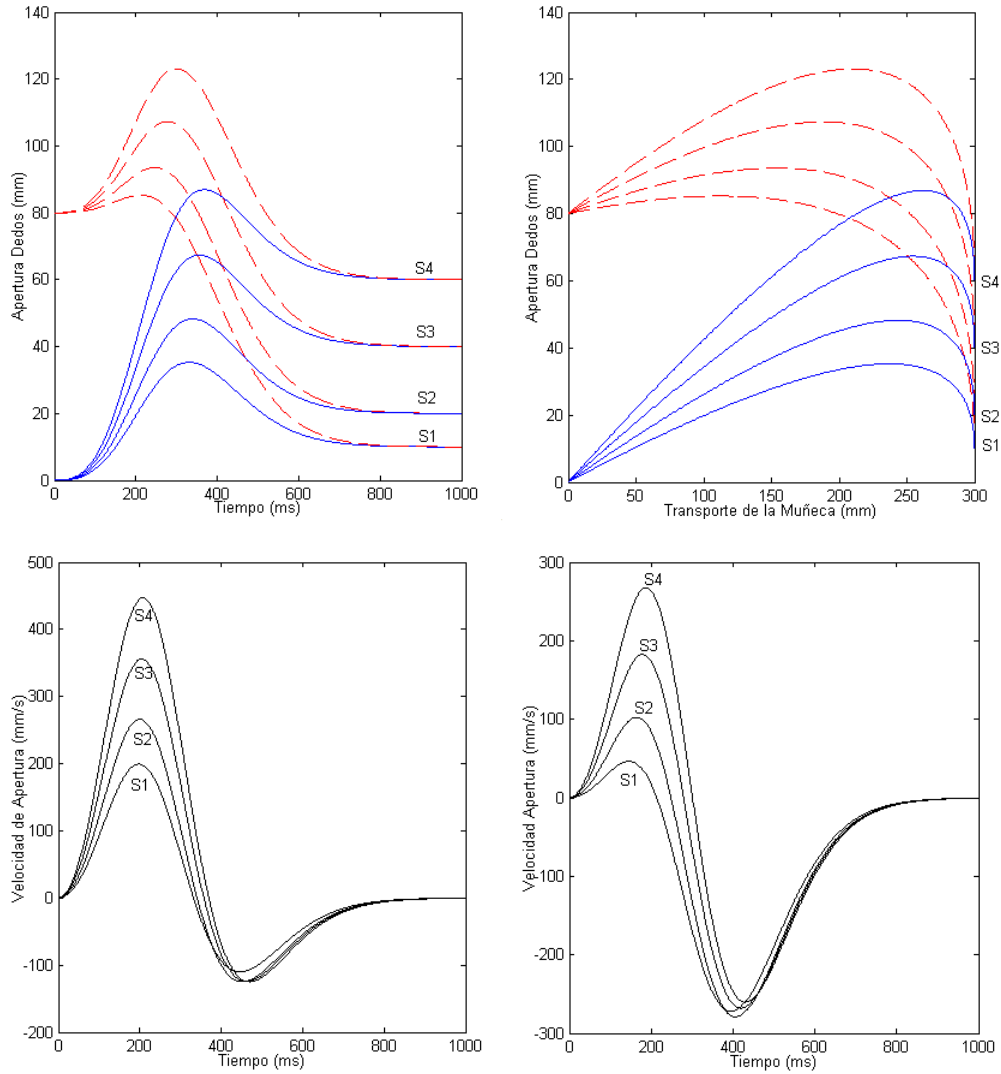 140
120
100
80
60
40
20
0
Apertura Dedos (mm)
S4
S3
S2
S1
0 200 400 600 800 1000
Tiempo (ms)
140
120
100
80
60
40
20
0
Apertura Dedos (mm)
S4
S3
S2
S1
0 50 100 150 200 250 300
Transporte de la Muñeca (mm)
500
400
300
200
100
0
-100
-200
Velocidad de Apertura (mm/s)
S4
S3
S2
S1
0 200 400 600 800 1000
Tiempo (ms)
300
200
100
0
-100
-200
-300
Velocidad Apertura (mm/s)
S4
S3
S2
S1
0 200 400 600 800 1000
Tiempo (ms)